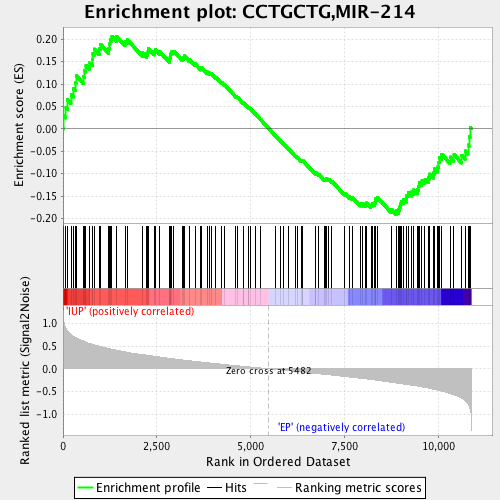 Enrichment plot: CCTGCTG,MIR-214
Enrichment score (ES)
0.20
0.15
0.10
0.05
0.00
-0.05
-0.10
-0.15
-0.20
Ranked list metric (Signal2Noise)
1.0
0.5
0.0
-0.5
-1.0
'IUP' (positively correlated)
Zero cross at 5482
'EP' (negatively correlated)
0
2,500
5,000
7,500
10,000
Rank in Ordered Dataset
Enrichment profile
Hits
Ranking metric scores